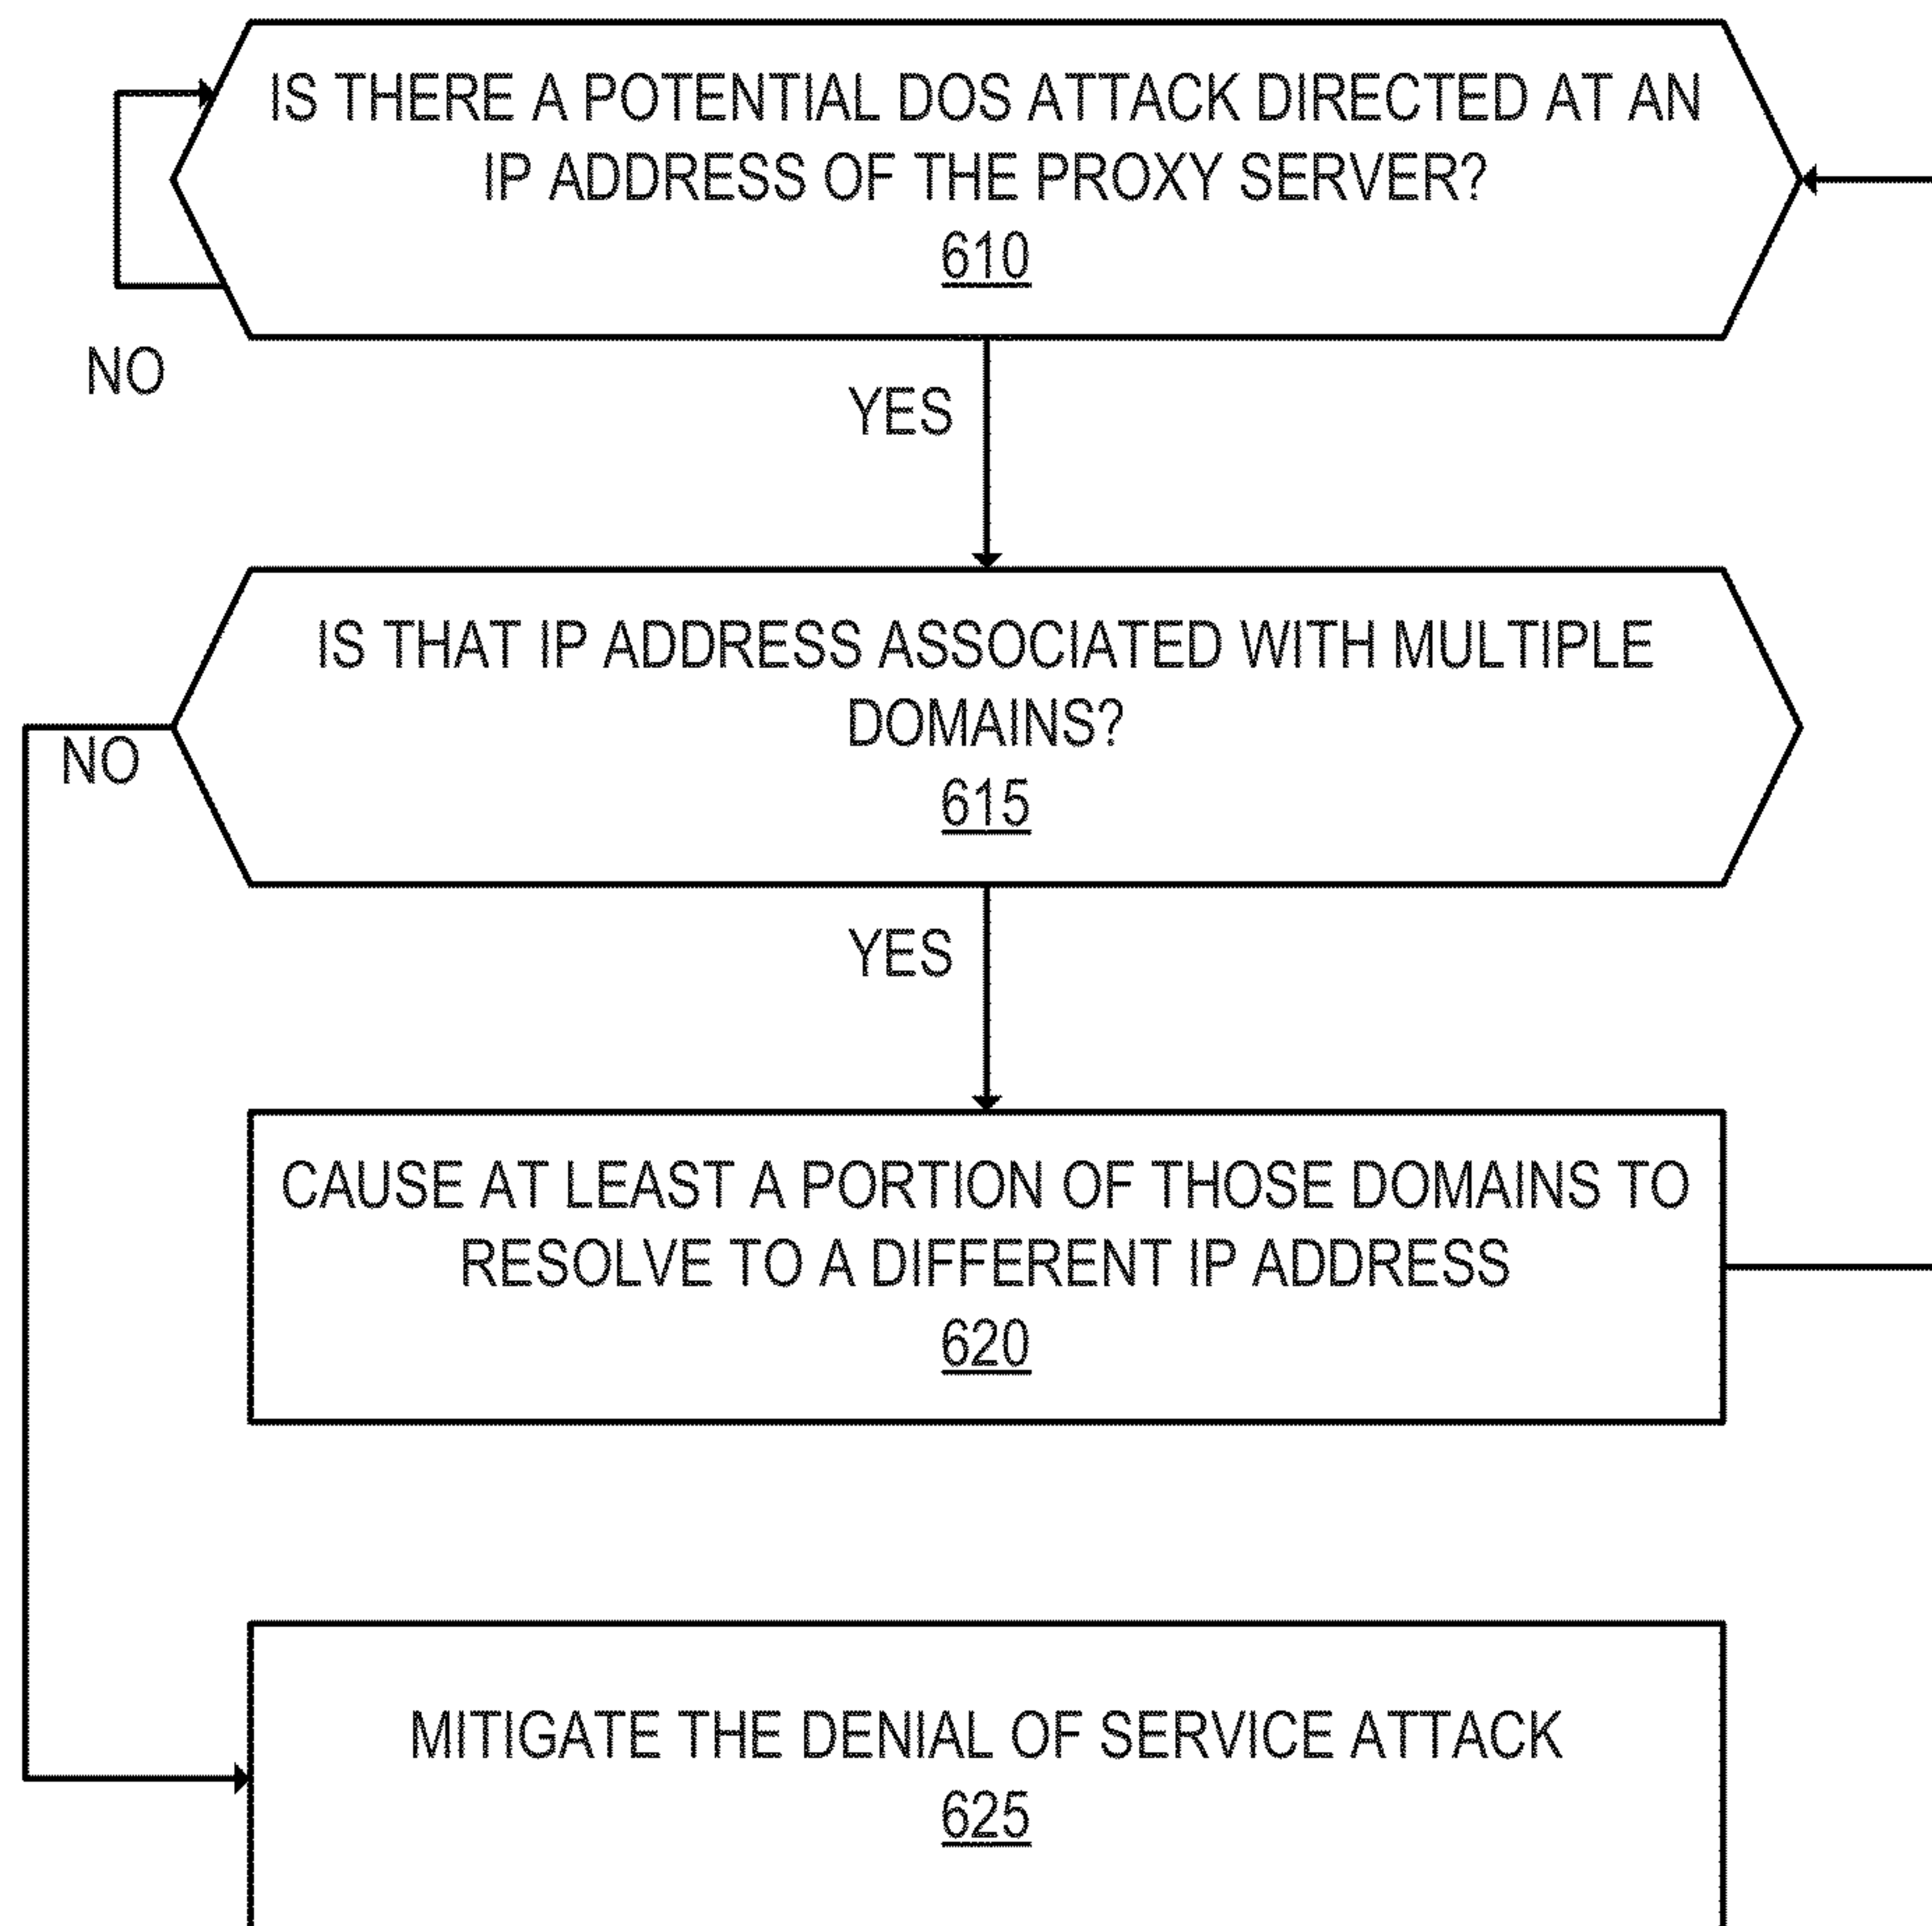 IS THERE A POTENTIAL DOS ATTACK DIRECTED AT AN
IP ADDRESS OF THE PROXY SERVER?
610
NO
YES
IS THAT IP ADDRESS ASSOCIATED WITH MULTIPLE
DOMAINS?
615
NO
YES
CAUSE AT LEAST A PORTION OF THOSE DOMAINS TO
RESOLVE TO A DIFFERENT IP ADDRESS
620
MITIGATE THE DENIAL OF SERVICE ATTACK
625